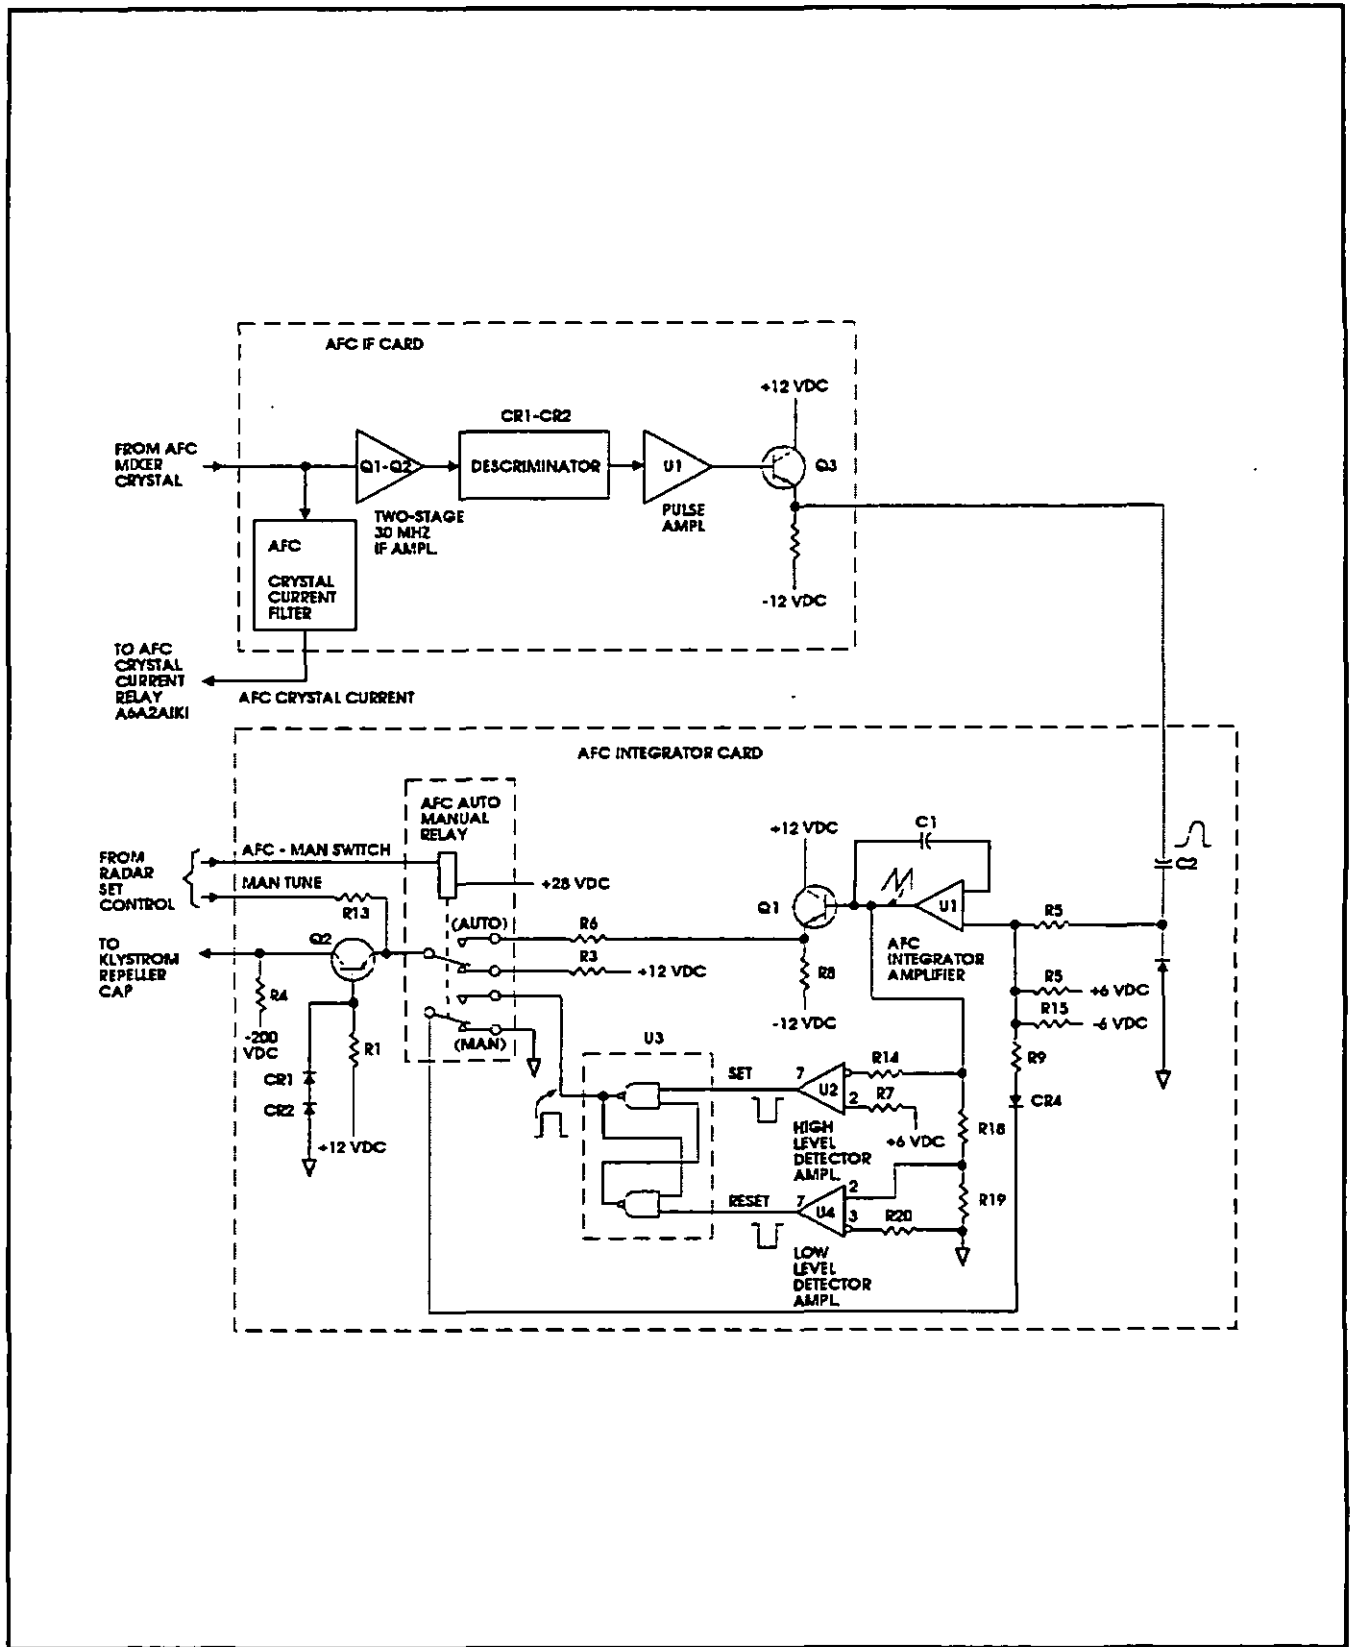 AFC IF CARD
+12 VDC
CR1-CR2
FROM AFC
MIXER
CRYSTAL
Q1-Q2
DESCRIMINATOR
U1
Q3
TWO-STAGE
30 MHZ
IF AMPL.
PULSE
AMPL
AFC
CRYSTAL
CURRENT
FILTER
-12 VDC
TO AFC
CRYSTAL
CURRENT
RELAY
A6A2A1K1
AFC CRYSTAL CURRENT
AFC INTEGRATOR CARD
AFC AUTO
MANUAL
RELAY
+12 VDC
C1
C2
FROM
RADAR
SET
CONTROL
AFC - MAN SWITCH
MAN TUNE
+28 VDC
R13
Q1
U1
R5
(AUTO)
R6
AFC
INTEGRATOR
AMPLIFIER
TO
KLYSTROM
REPELLER
CAP
Q2
R3
+12 VDC
R8
R5
+6 VDC
R4
-200
VDC
R1
(MAN)
-12 VDC
R15
-6 VDC
U3
R9
CR1
CR2
SET
7
U2
R14
2
R7
CR4
+12 VDC
HIGH
LEVEL
DETECTOR
AMPL.
+6 VDC
R18
RESET
7
U4
2
3
R20
R19
LOW
LEVEL
DETECTOR
AMPL.